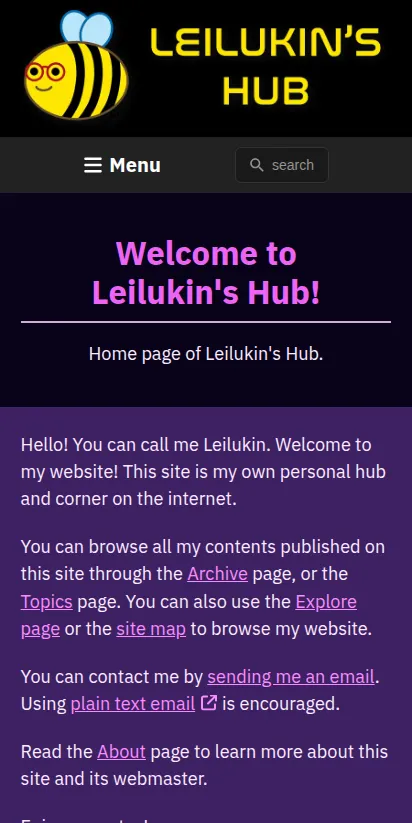 LEILUKIN'S
HUB
Menu
search
Welcome to
Leilukin's Hub!
Home page of Leilukin's Hub.
Hello! You can call me Leilukin. Welcome to
my website! This site is my own personal hub
and corner on the internet.
You can browse all my contents published on
this site through the Archive page, or the
Topics page. You can also use the Explore
page or the site map to browse my website.
You can contact me by sending me an email.
Using plain text email is encouraged.
Read the About page to learn more about this
site and its webmaster.